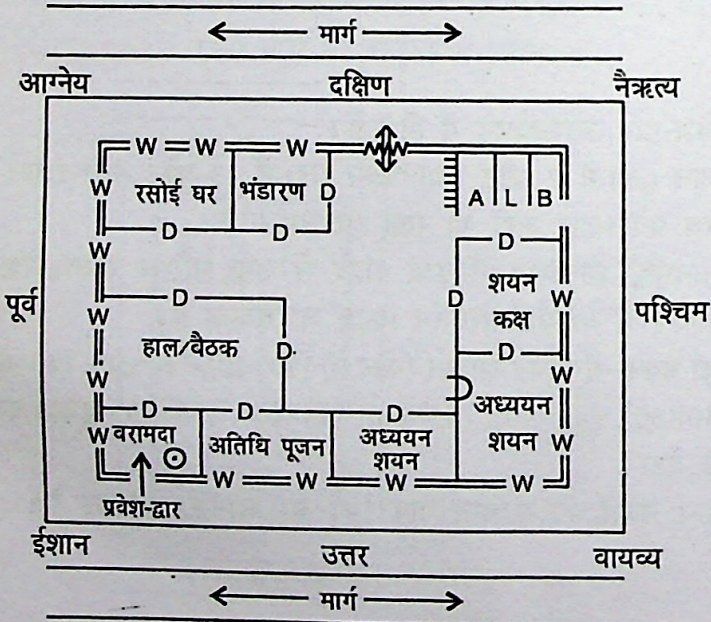 मार्ग
आग्नेय दक्षिण नैऋत्य
W W W W W
W रसोई घर भंडारण D A L B
D D D
W
D शयन
पूर्व W D कक्ष W पश्चिम
हाल/बैठक D D
W W
D D D अध्ययन
W वरामदा अतिथि पूजन अध्ययन शयन W
शयन
W W W W
प्रवेश-द्वार
ईशान उत्तर वायव्य
मार्ग